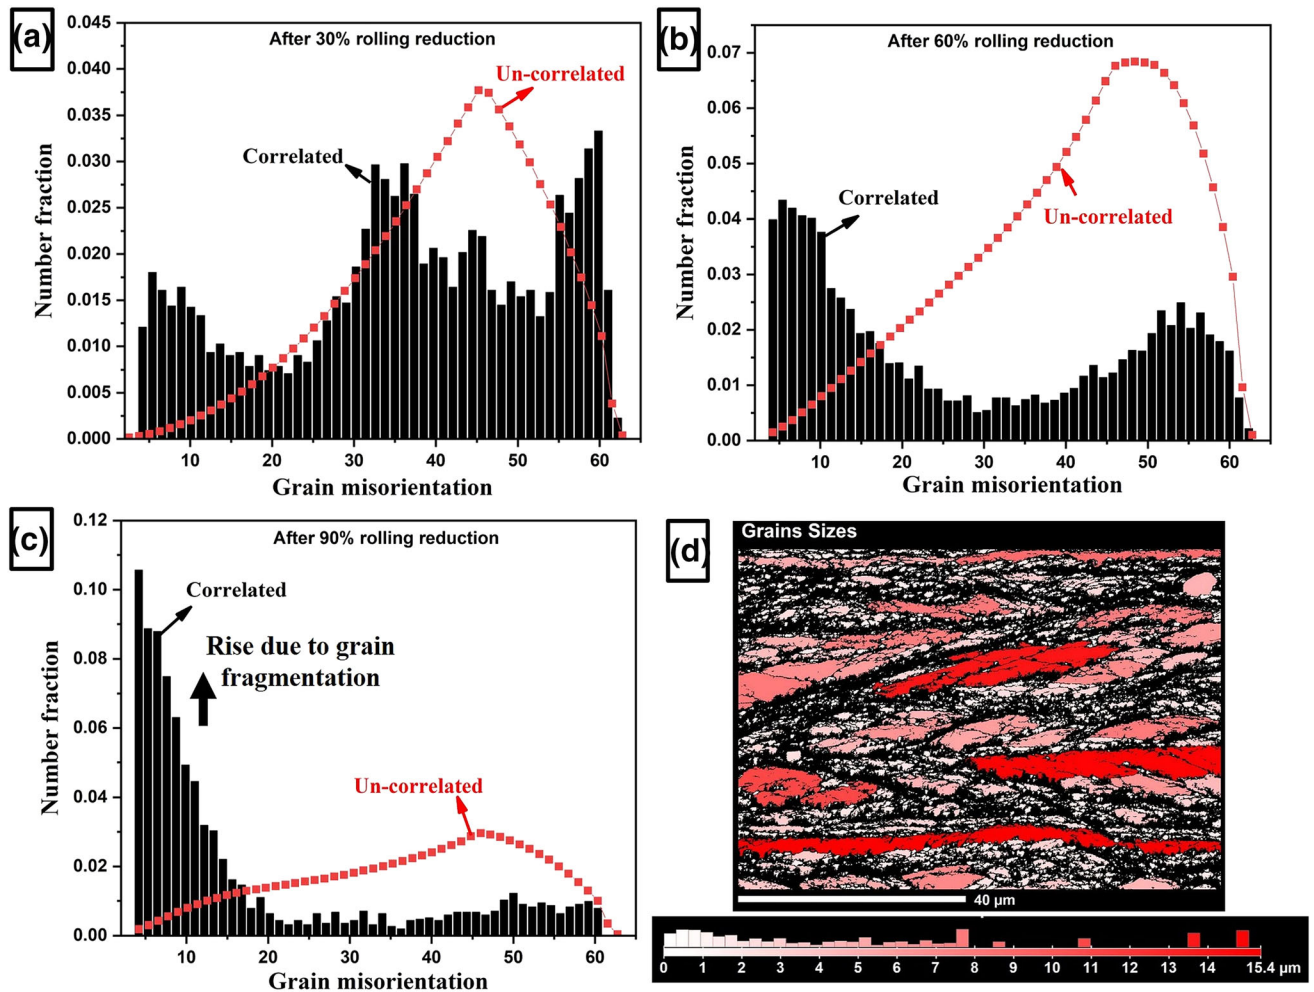 (a)
After 30% rolling reduction
Un-correlated
Correlated
Number fraction
0.045
0.040
0.035
0.030
0.025
0.020
0.015
0.010
0.005
0.000
10 20 30 40 50 60
Grain misorientation
(b)
After 60% rolling reduction
Correlated
Un-correlated
Number fraction
0.07
0.06
0.05
0.04
0.03
0.02
0.01
0.00
10 20 30 40 50 60
Grain misorientation
(c)
After 90% rolling reduction
Correlated
Rise due to grain
fragmentation
Un-correlated
Number fraction
0.12
0.10
0.08
0.06
0.04
0.02
0.00
10 20 30 40 50 60
Grain misorientation
(d)
Grains Sizes
40 µm
0 1 2 3 4 5 6 7 8 9 10 11 12 13 14 15.4 µm